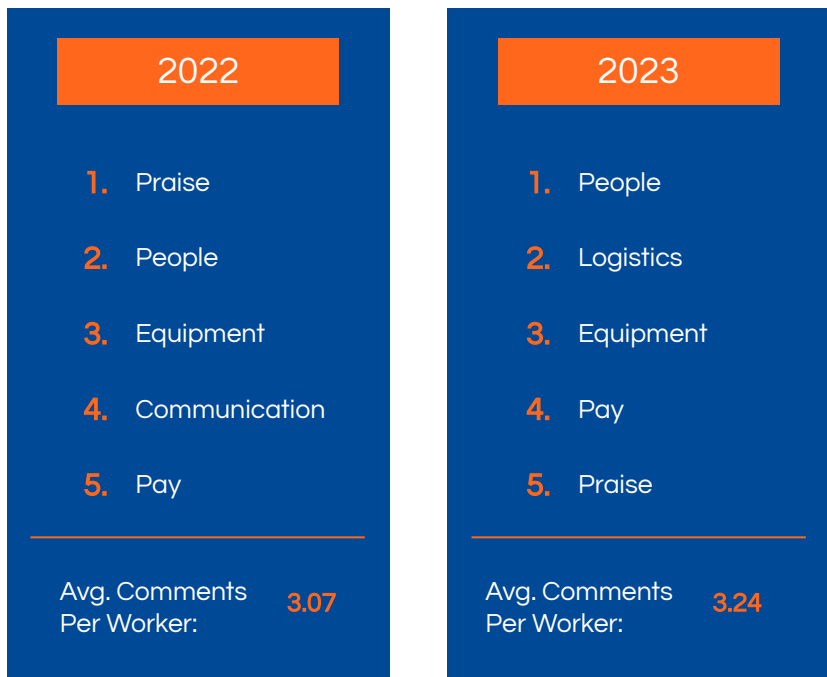 2022
1. Praise
2. People
3. Equipment
4. Communication
5. Pay
Avg. Comments
Per Worker:
3.07
2023
1. People
2. Logistics
3. Equipment
4. Pay
5. Praise
Avg. Comments
Per Worker:
3.24